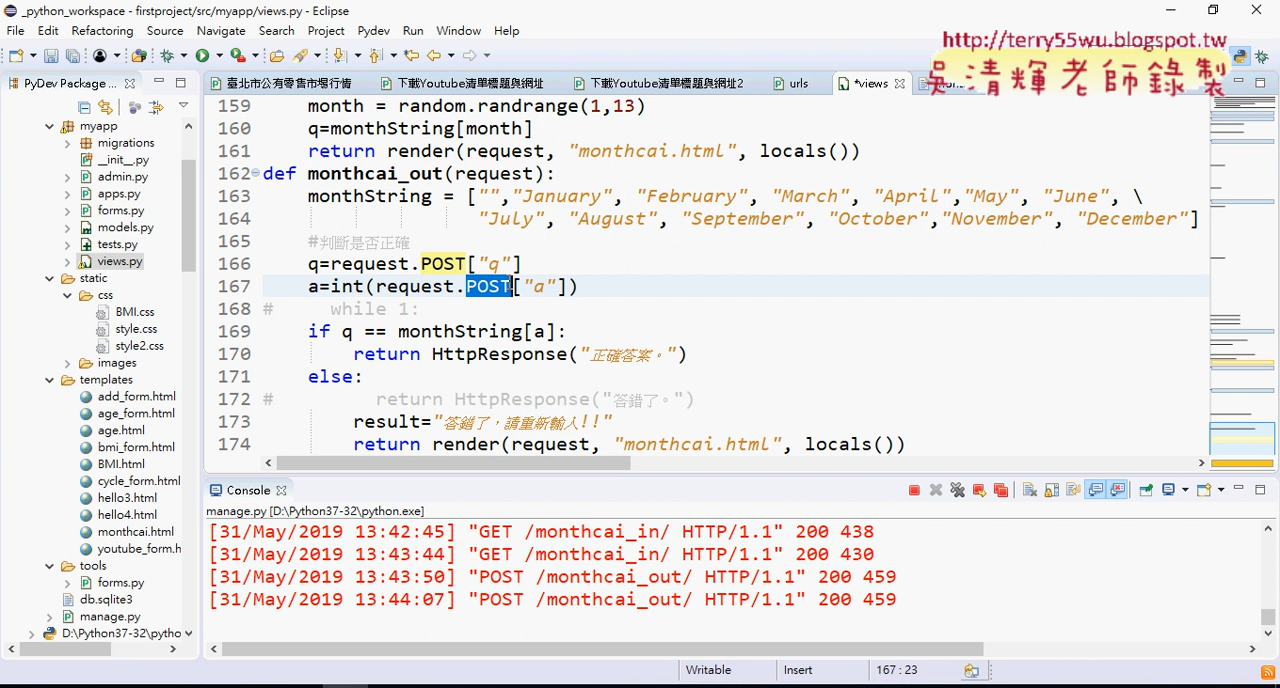 _python_workspace - firstproject/src/myapp/views.py - Eclipse
http://terry55wu.blogspot.tw
吳清輝老師錄製
File Edit Refactoring Source Navigate Search Project Pydev Run Window Help
PyDev Package...
臺北市公有零售市場行情
下載Youtube清單標題與網址
下載Youtube清單標題與網址2
urls
*views
myapp
migrations
__init__.py
admin.py
apps.py
forms.py
models.py
tests.py
views.py
static
css
BMI.css
style.css
style2.css
images
templates
add_form.html
age_form.html
age.html
bmi_form.html
BMI.html
cycle_form.html
hello3.html
hello4.html
monthcai.html
youtube_form.h
tools
forms.py
db.sqlite3
manage.py
D:\Python37-32\pytho
159 month = random.randrange(1,13)
160 q=monthString[month]
161 return render(request, "monthcai.html", locals())
162 def monthcai_out(request):
163 monthString = ["","January", "February", "March", "April","May", "June", \
164 "July", "August", "September", "October","November", "December"]
165 #判斷是否正確
166 q=request.POST["q"]
167 a=int(request.POST["a"])
168 # while 1:
169 if q == monthString[a]:
170 return HttpResponse("正確答案。")
171 else:
172 # return HttpResponse("答錯了。")
173 result="答錯了，請重新輸入!!"
174 return render(request, "monthcai.html", locals())
Console
manage.py [D:\Python37-32\python.exe]
[31/May/2019 13:42:45] "GET /monthcai_in/ HTTP/1.1" 200 438
[31/May/2019 13:43:44] "GET /monthcai_in/ HTTP/1.1" 200 430
[31/May/2019 13:43:50] "POST /monthcai_out/ HTTP/1.1" 200 459
[31/May/2019 13:44:07] "POST /monthcai_out/ HTTP/1.1" 200 459
Writable Insert 167 : 23